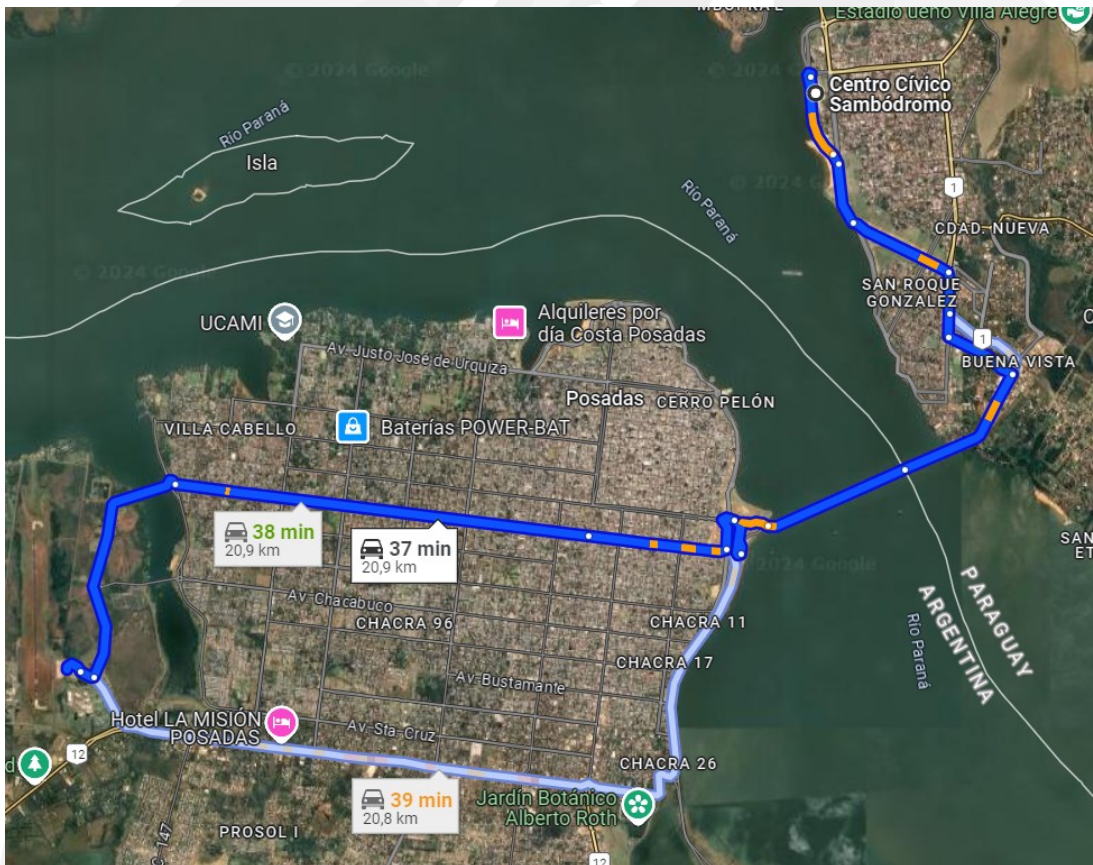 Estadio ueno Villa Alegre
© 2024 Google
Centro Cívico
Sambódromo
Río Paraná
Isla
1
Río Paraná
CDAD. NUEVA
© 2024 Google
SAN ROQUE
GONZALEZ
UCAMI
Alquileres por
día Costa Posadas
1
BUENA VISTA
Av. Justo José de Urquiza
Posadas
CERRO PELÓN
VILLA CABELLO
Baterías POWER-BAT
38 min
20,9 km
37 min
20,9 km
SAN
ET
2024 Google
PARAGUAY
ARGENTINA
Av. Chacabuco
CHACRA 96
CHACRA 11
Río Paraná
CHACRA 17
Av. Bustamante
Hotel LA MISIÓN
POSADAS
Av. Sta. Cruz
12
d
CHACRA 26
39 min
20,8 km
Jardín Botánico
Alberto Roth
PROSOL I
C. 147
12